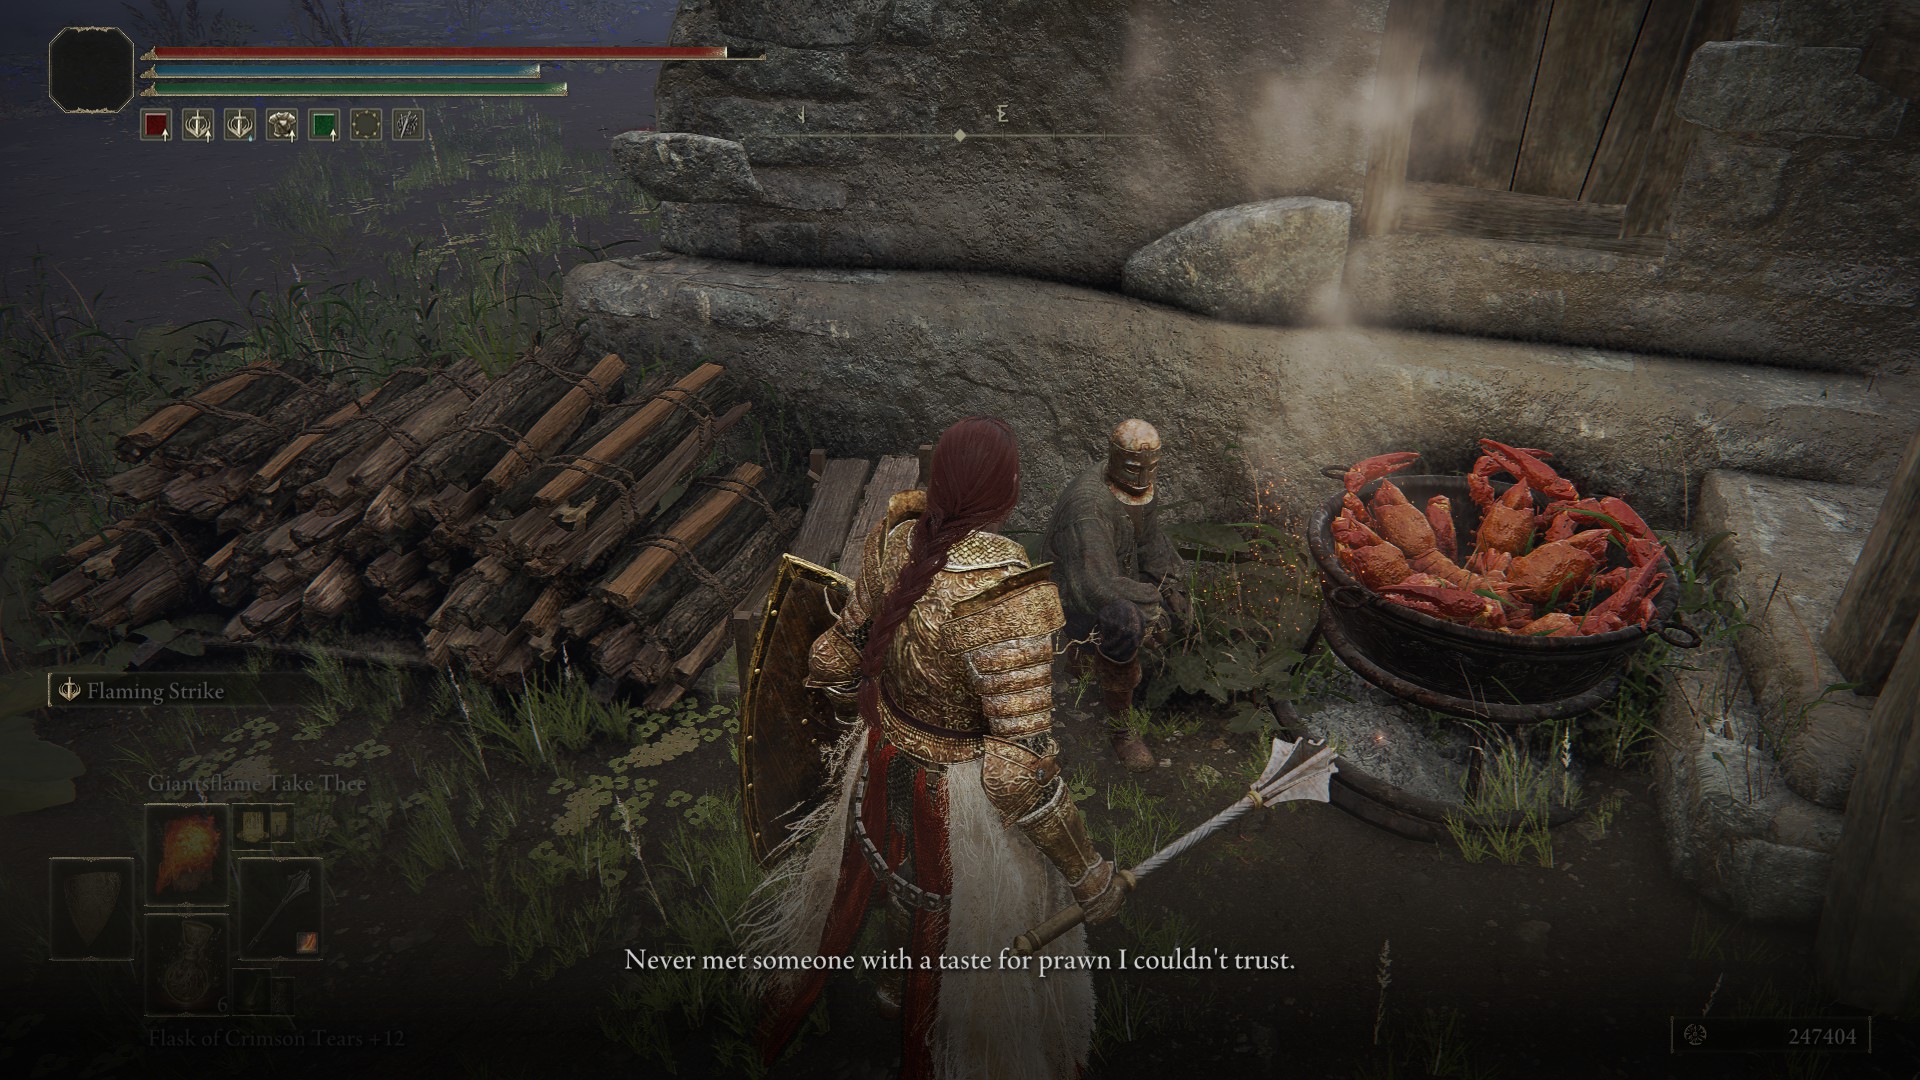 Flaming Strike
Giantsflame Take Thee
6
Flask of Crimson Tears +12
Never met someone with a taste for prawn I couldn't trust.
247404